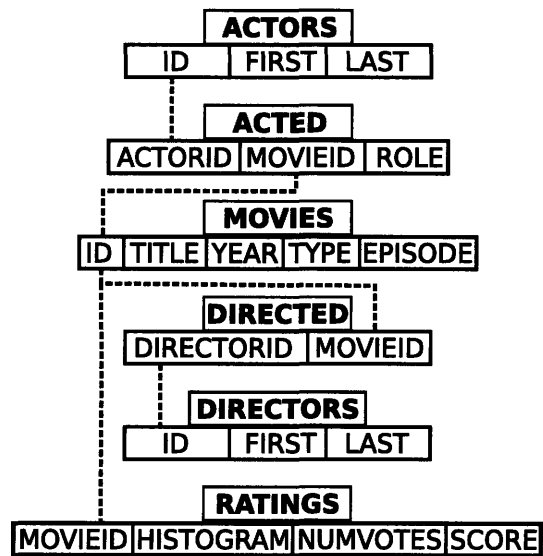 ACTORS
ID FIRST LAST
ACTED
ACTORID MOVIEID ROLE
MOVIES
ID TITLE YEAR TYPE EPISODE
DIRECTED
DIRECTORID MOVIEID
DIRECTORS
ID FIRST LAST
RATINGS
MOVIEID HISTOGRAM NUMVOTES SCORE